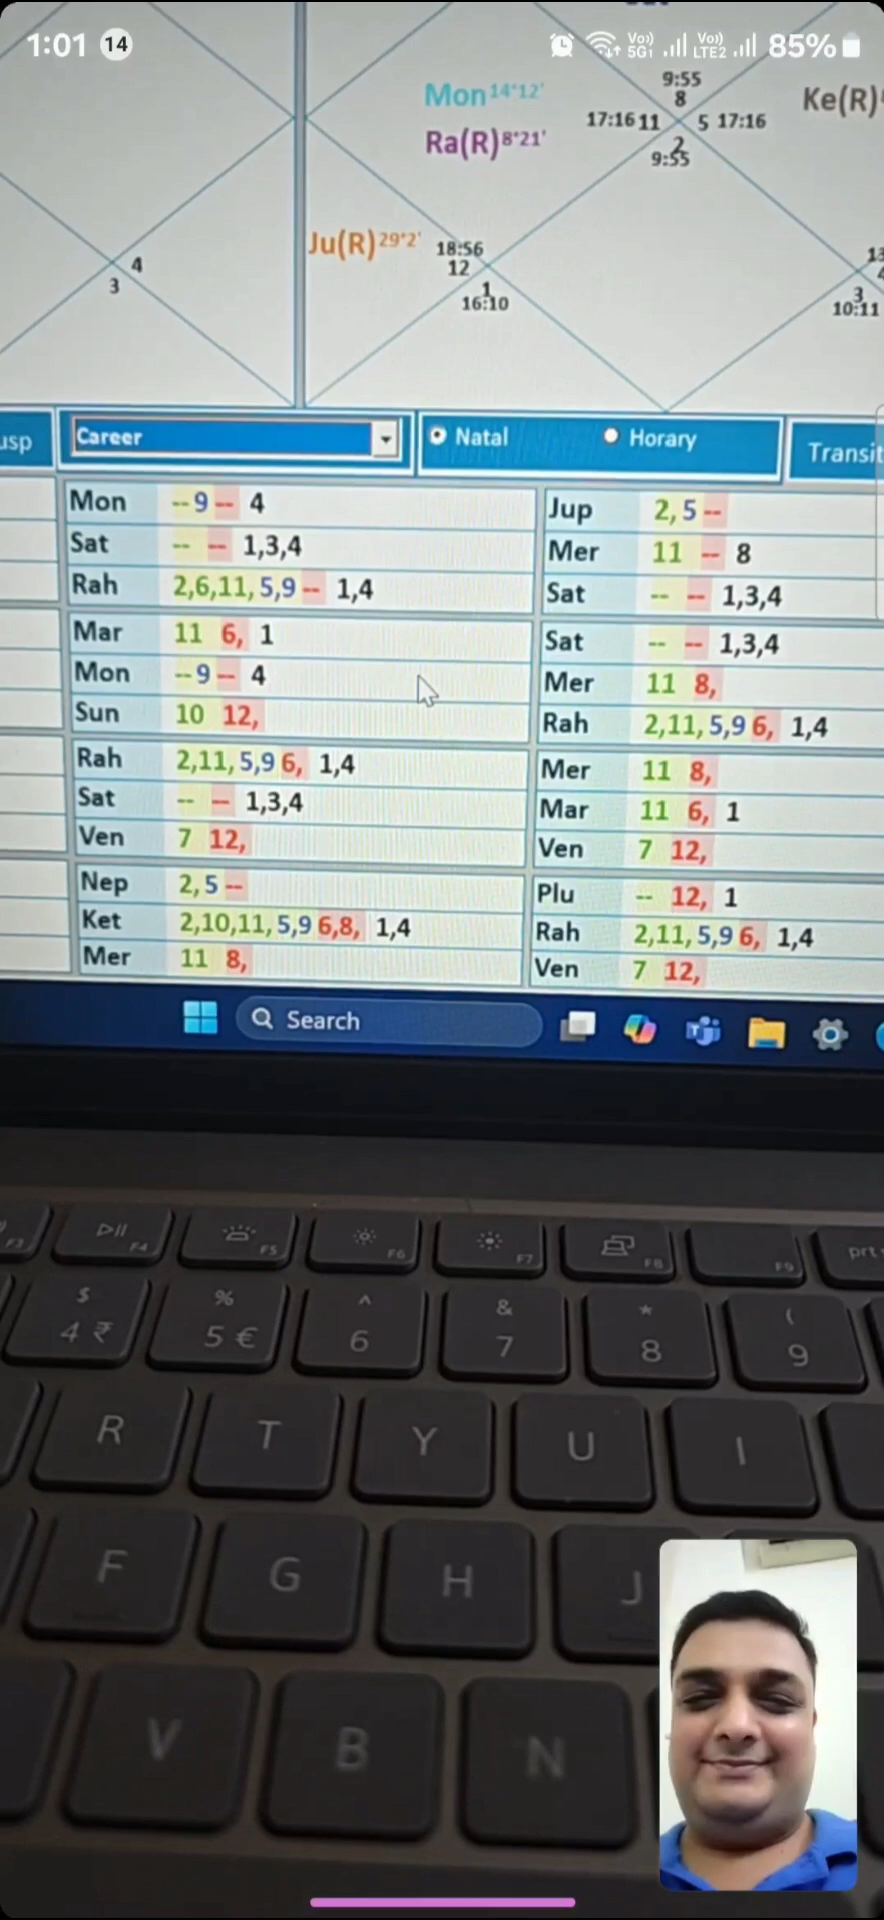 1:01 14 Vo)) 5G↑ Vo)) LTE2 85%
9:55
8
Mon 14°12' 17:16 11 5 17:16 Ke(R)
Ra(R) 8°21' 2
9:55
Ju(R) 29°2' 18:56
12
1
16:10
4
3
3
10:11
Career Natal Horary Transit
Mon -- 9 -- 4
Sat -- -- 1,3,4
Rah 2,6,11, 5,9 -- 1,4
Mar 11 6, 1
Mon -- 9 -- 4
Sun 10 12,
Rah 2,11, 5,9 6, 1,4
Sat -- -- 1,3,4
Ven 7 12,
Nep 2, 5 --
Ket 2,10,11, 5,9 6,8, 1,4
Mer 11 8,
Jup 2, 5 --
Mer 11 -- 8
Sat -- -- 1,3,4
Sat -- -- 1,3,4
Mer 11 8,
Rah 2,11, 5,9 6, 1,4
Mer 11 8,
Mar 11 6, 1
Ven 7 12,
Plu -- 12, 1
Rah 2,11, 5,9 6, 1,4
Ven 7 12,
Search
F4 F5 F6 F7 F8 F9 prt
$ % ^ & * (
4 ₹ 5 € 6 7 8 9
R T Y U I
F G H J
V B N